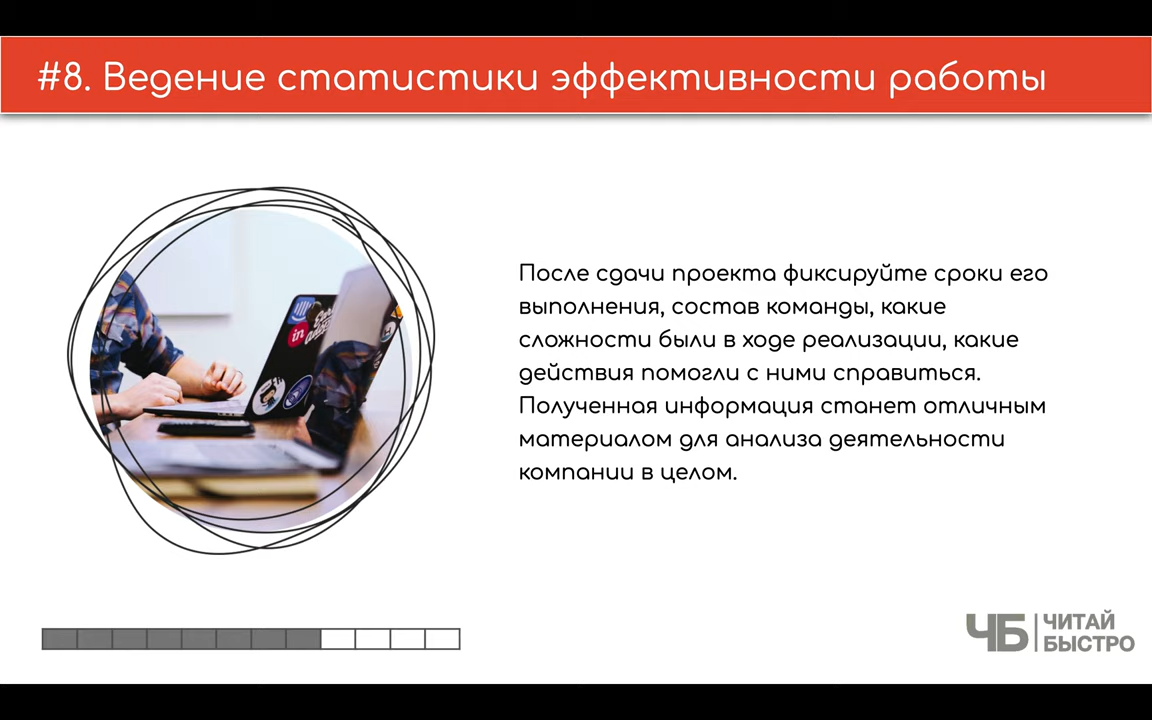 #8. Ведение статистики эффективности работы
После сдачи проекта фиксируйте сроки его
выполнения, состав команды, какие
сложности были в ходе реализации, какие
действия помогли с ними справиться.
Полученная информация станет отличным
материалом для анализа деятельности
компании в целом.
in
ЧБ
ЧИТАЙ
БЫСТРО